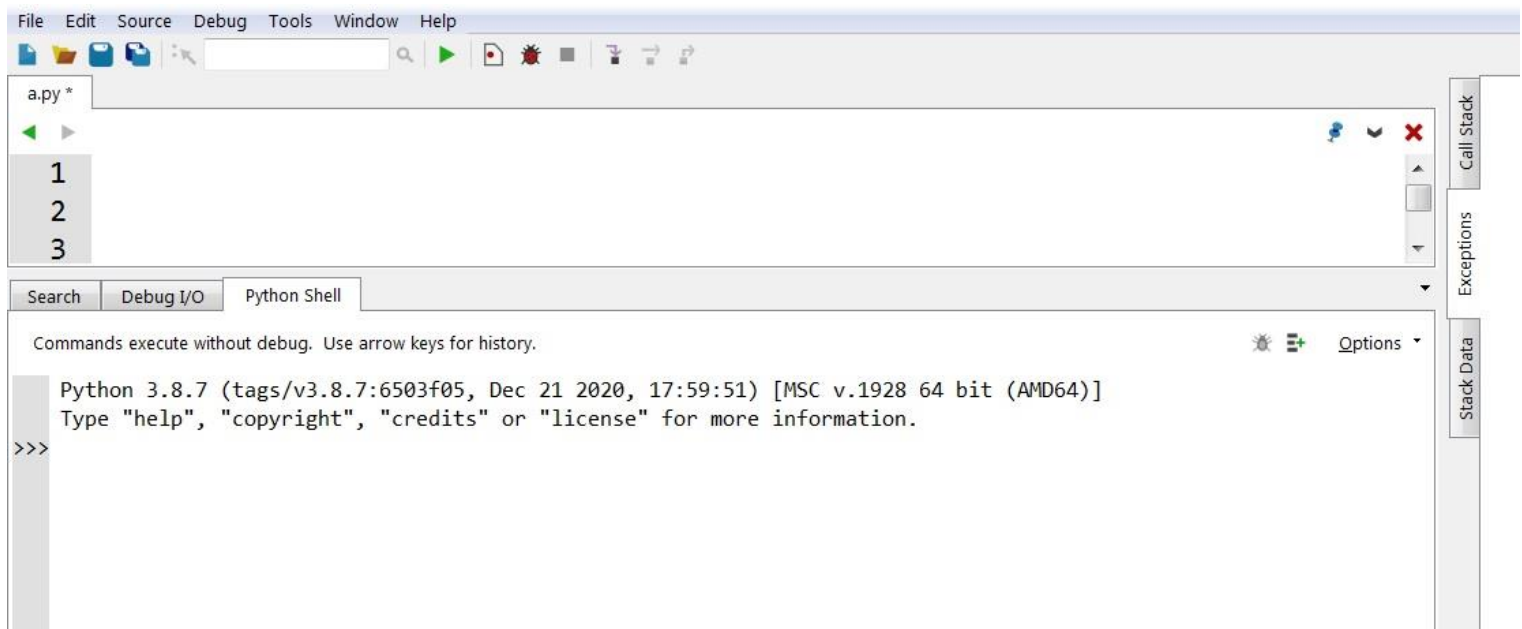 File Edit Source Debug Tools Window Help
a.py *
1
2
3
Search Debug I/O Python Shell
Commands execute without debug. Use arrow keys for history.
Options
Python 3.8.7 (tags/v3.8.7:6503f05, Dec 21 2020, 17:59:51) [MSC v.1928 64 bit (AMD64)]
Type "help", "copyright", "credits" or "license" for more information.
>>>
Call Stack
Exceptions
Stack Data